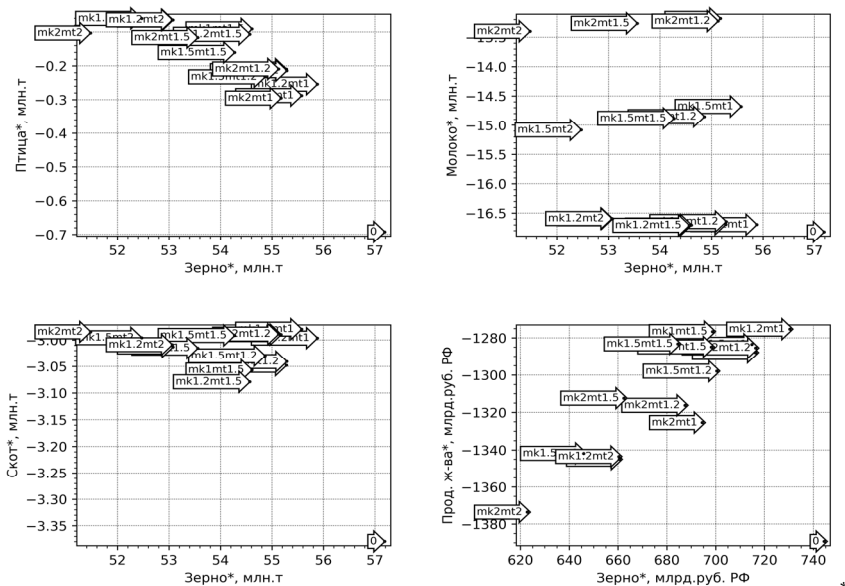 mk1.2mt2
mk2mt2
mk2mt1.5
mk1.5mt1.5
mk2mt1.2
mk2mt1
0
−0.2
−0.3
−0.4
−0.5
−0.6
−0.7
52 53 54 55 56 57
Птица*, млн.т
Зерно*, млн.т
mk2mt2
mk2mt1.5
mk2mt1.2
mk1.5mt1
mk1.5mt1.5
mk1.5mt2
mk1.2mt2
mk1.2mt1.5
0
−14.0
−14.5
−15.0
−15.5
−16.0
−16.5
52 53 54 55 56 57
Молоко*, млн.т
Зерно*, млн.т
mk2mt2
mk1.2mt2
mk1.5mt1.5
mk1mt1.5
mk1.2mt1.5
0
−3.05
−3.10
−3.15
−3.20
−3.25
−3.30
−3.35
52 53 54 55 56 57
Скот*, млн.т
Зерно*, млн.т
mk1mt1.5
mk1.2mt1
mk1.5mt1.5
mk1.5mt1.2
mk2mt1.5
mk2mt1.2
mk2mt1
mk1.2mt2
mk2mt2
0
−1280
−1300
−1320
−1340
−1360
−1380
620 640 660 680 700 720 740
Прод. ж-ва*, млрд.руб. РФ
Зерно*, млрд.руб. РФ
*